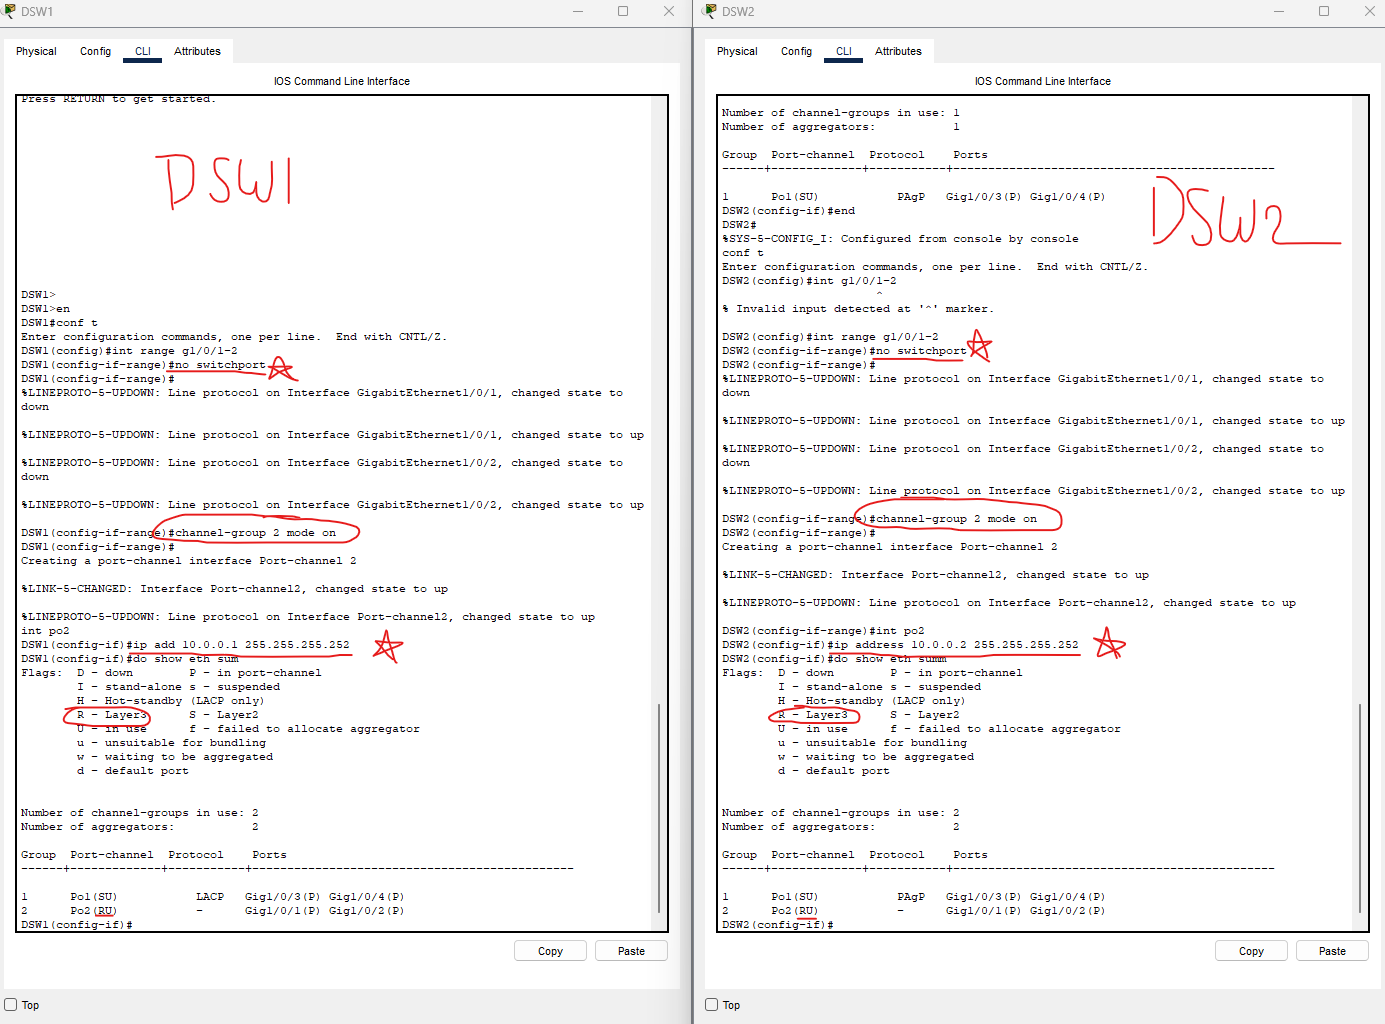 DSW1
Physical Config CLI Attributes
IOS Command Line Interface
Press RETURN to get started.
DSW1
DSW1>
DSW1>en
DSW1#conf t
Enter configuration commands, one per line.  End with CNTL/Z.
DSW1(config)#int range g1/0/1-2
DSW1(config-if-range)#no switchport
DSW1(config-if-range)#
%LINEPROTO-5-UPDOWN: Line protocol on Interface GigabitEthernet1/0/1, changed state to
down
%LINEPROTO-5-UPDOWN: Line protocol on Interface GigabitEthernet1/0/1, changed state to up
%LINEPROTO-5-UPDOWN: Line protocol on Interface GigabitEthernet1/0/2, changed state to
down
%LINEPROTO-5-UPDOWN: Line protocol on Interface GigabitEthernet1/0/2, changed state to up
DSW1(config-if-range)#channel-group 2 mode on
DSW1(config-if-range)#
Creating a port-channel interface Port-channel 2
%LINK-5-CHANGED: Interface Port-channel2, changed state to up
%LINEPROTO-5-UPDOWN: Line protocol on Interface Port-channel2, changed state to up
int po2
DSW1(config-if)#ip add 10.0.0.1 255.255.255.252
DSW1(config-if)#do show eth sum
Flags:  D - down        P - in port-channel
I - stand-alone s - suspended
H - Hot-standby (LACP only)
R - Layer3      S - Layer2
U - in use      f - failed to allocate aggregator
u - unsuitable for bundling
w - waiting to be aggregated
d - default port
Number of channel-groups in use: 2
Number of aggregators:           2
Group  Port-channel  Protocol    Ports
------+-------------+-----------+----------------------------------------------
1      Po1(SU)           LACP   Gig1/0/3(P) Gig1/0/4(P)
2      Po2(RU)           -      Gig1/0/1(P) Gig1/0/2(P)
DSW1(config-if)#
Copy Paste
Top
DSW2
Physical Config CLI Attributes
IOS Command Line Interface
Number of channel-groups in use: 1
Number of aggregators:           1
Group  Port-channel  Protocol    Ports
------+-------------+-----------+----------------------------------------------
1      Po1(SU)           PAgP   Gig1/0/3(P) Gig1/0/4(P)
DSW2
DSW2(config-if)#end
DSW2#
%SYS-5-CONFIG_I: Configured from console by console
conf t
Enter configuration commands, one per line.  End with CNTL/Z.
DSW2(config)#int g1/0/1-2
^
% Invalid input detected at '^' marker.
DSW2(config)#int range g1/0/1-2
DSW2(config-if-range)#no switchport
DSW2(config-if-range)#
%LINEPROTO-5-UPDOWN: Line protocol on Interface GigabitEthernet1/0/1, changed state to
down
%LINEPROTO-5-UPDOWN: Line protocol on Interface GigabitEthernet1/0/1, changed state to up
%LINEPROTO-5-UPDOWN: Line protocol on Interface GigabitEthernet1/0/2, changed state to
down
%LINEPROTO-5-UPDOWN: Line protocol on Interface GigabitEthernet1/0/2, changed state to up
DSW2(config-if-range)#channel-group 2 mode on
DSW2(config-if-range)#
Creating a port-channel interface Port-channel 2
%LINK-5-CHANGED: Interface Port-channel2, changed state to up
%LINEPROTO-5-UPDOWN: Line protocol on Interface Port-channel2, changed state to up
DSW2(config-if-range)#int po2
DSW2(config-if)#ip address 10.0.0.2 255.255.255.252
DSW2(config-if)#do show eth summ
Flags:  D - down        P - in port-channel
I - stand-alone s - suspended
H - Hot-standby (LACP only)
R - Layer3      S - Layer2
U - in use      f - failed to allocate aggregator
u - unsuitable for bundling
w - waiting to be aggregated
d - default port
Number of channel-groups in use: 2
Number of aggregators:           2
Group  Port-channel  Protocol    Ports
------+-------------+-----------+----------------------------------------------
1      Po1(SU)           PAgP   Gig1/0/3(P) Gig1/0/4(P)
2      Po2(RU)           -      Gig1/0/1(P) Gig1/0/2(P)
DSW2(config-if)#
Copy Paste
Top